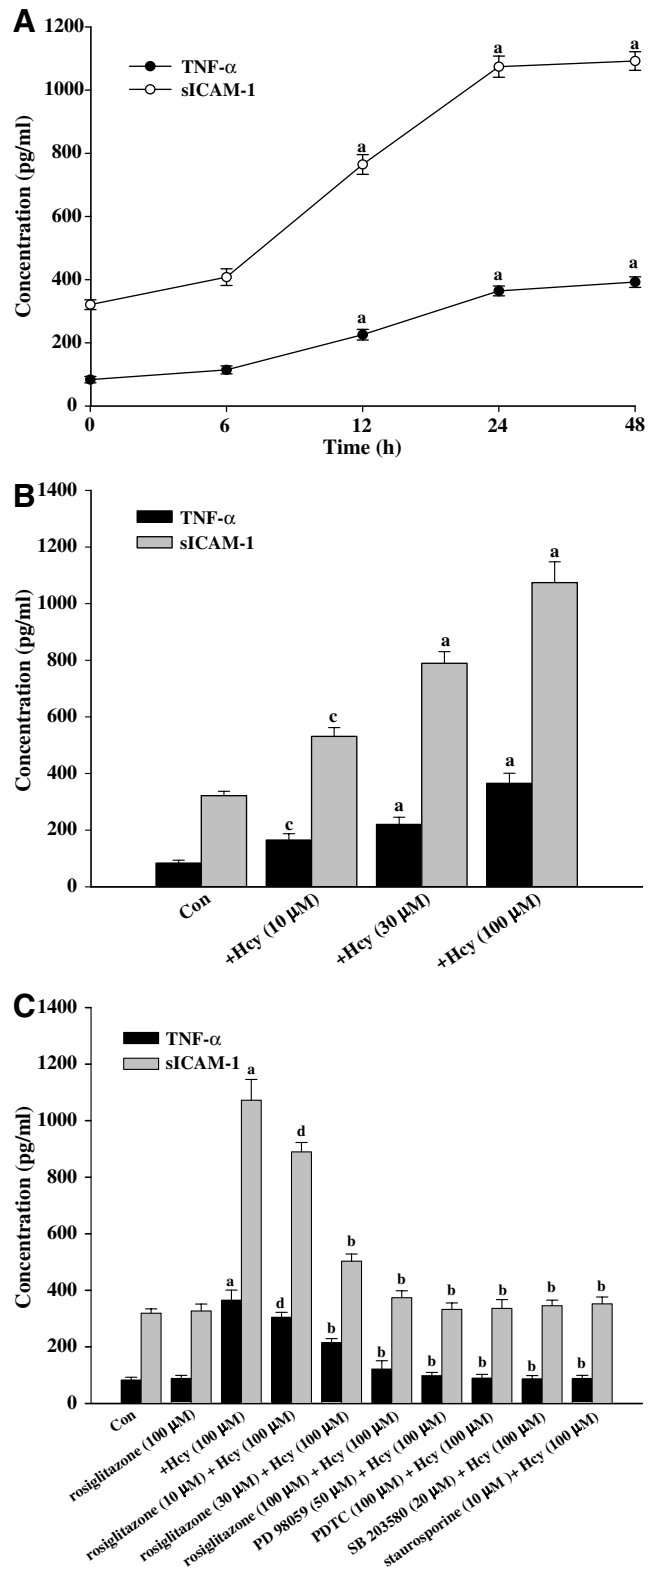 A
1200
1000
800
600
400
200
0
Concentration (pg/ml)
TNF-α
sICAM-1
a
a
a
a
a
a
0
6
12
24
48
Time (h)
B
1400
1200
1000
800
600
400
200
0
Concentration (pg/ml)
TNF-α
sICAM-1
c
c
a
a
a
a
Con
+Hcy (10 μM)
+Hcy (30 μM)
+Hcy (100 μM)
C
1400
1200
1000
800
600
400
200
0
Concentration (pg/ml)
TNF-α
sICAM-1
a
a
d
d
b
b
b
b
b
b
b
b
b
b
b
b
Con
rosiglitazone (100 μM)
+Hcy (100 μM)
rosiglitazone (10 μM) + Hcy (100 μM)
rosiglitazone (30 μM) + Hcy (100 μM)
rosiglitazone (100 μM) + Hcy (100 μM)
PD 98059 (50 μM) + Hcy (100 μM)
PDTC (100 μM) + Hcy (100 μM)
SB 203580 (20 μM) + Hcy (100 μM)
staurosporine (10 μM )+ Hcy (100 μM)